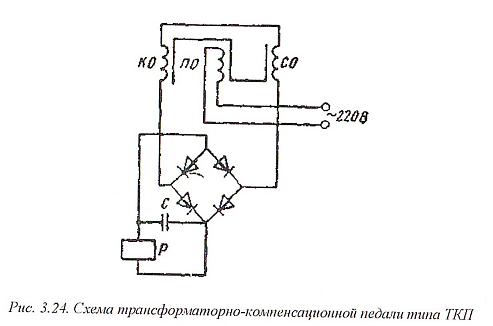 КО ПО СО
~220В
С
Р
Рис. 3.24. Схема трансформаторно-компенсационной педали типа ТКП